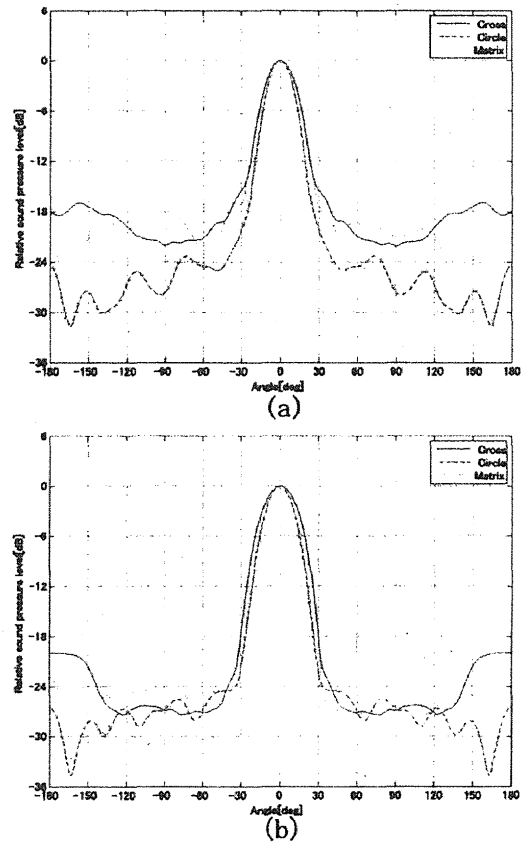 6
0
-6
-12
-18
-24
-30
-36
Relative sound pressure level[dB]
Cross
Circle
Matrix
-180 -150 -120 -90 -60 -30 0 30 60 90 120 150 180
Angle[deg]
(a)
6
0
-6
-12
-18
-24
-30
-36
Relative sound pressure level[dB]
Cross
Circle
Matrix
-180 -150 -120 -90 -60 -30 0 30 60 90 120 150 180
Angle[deg]
(b)